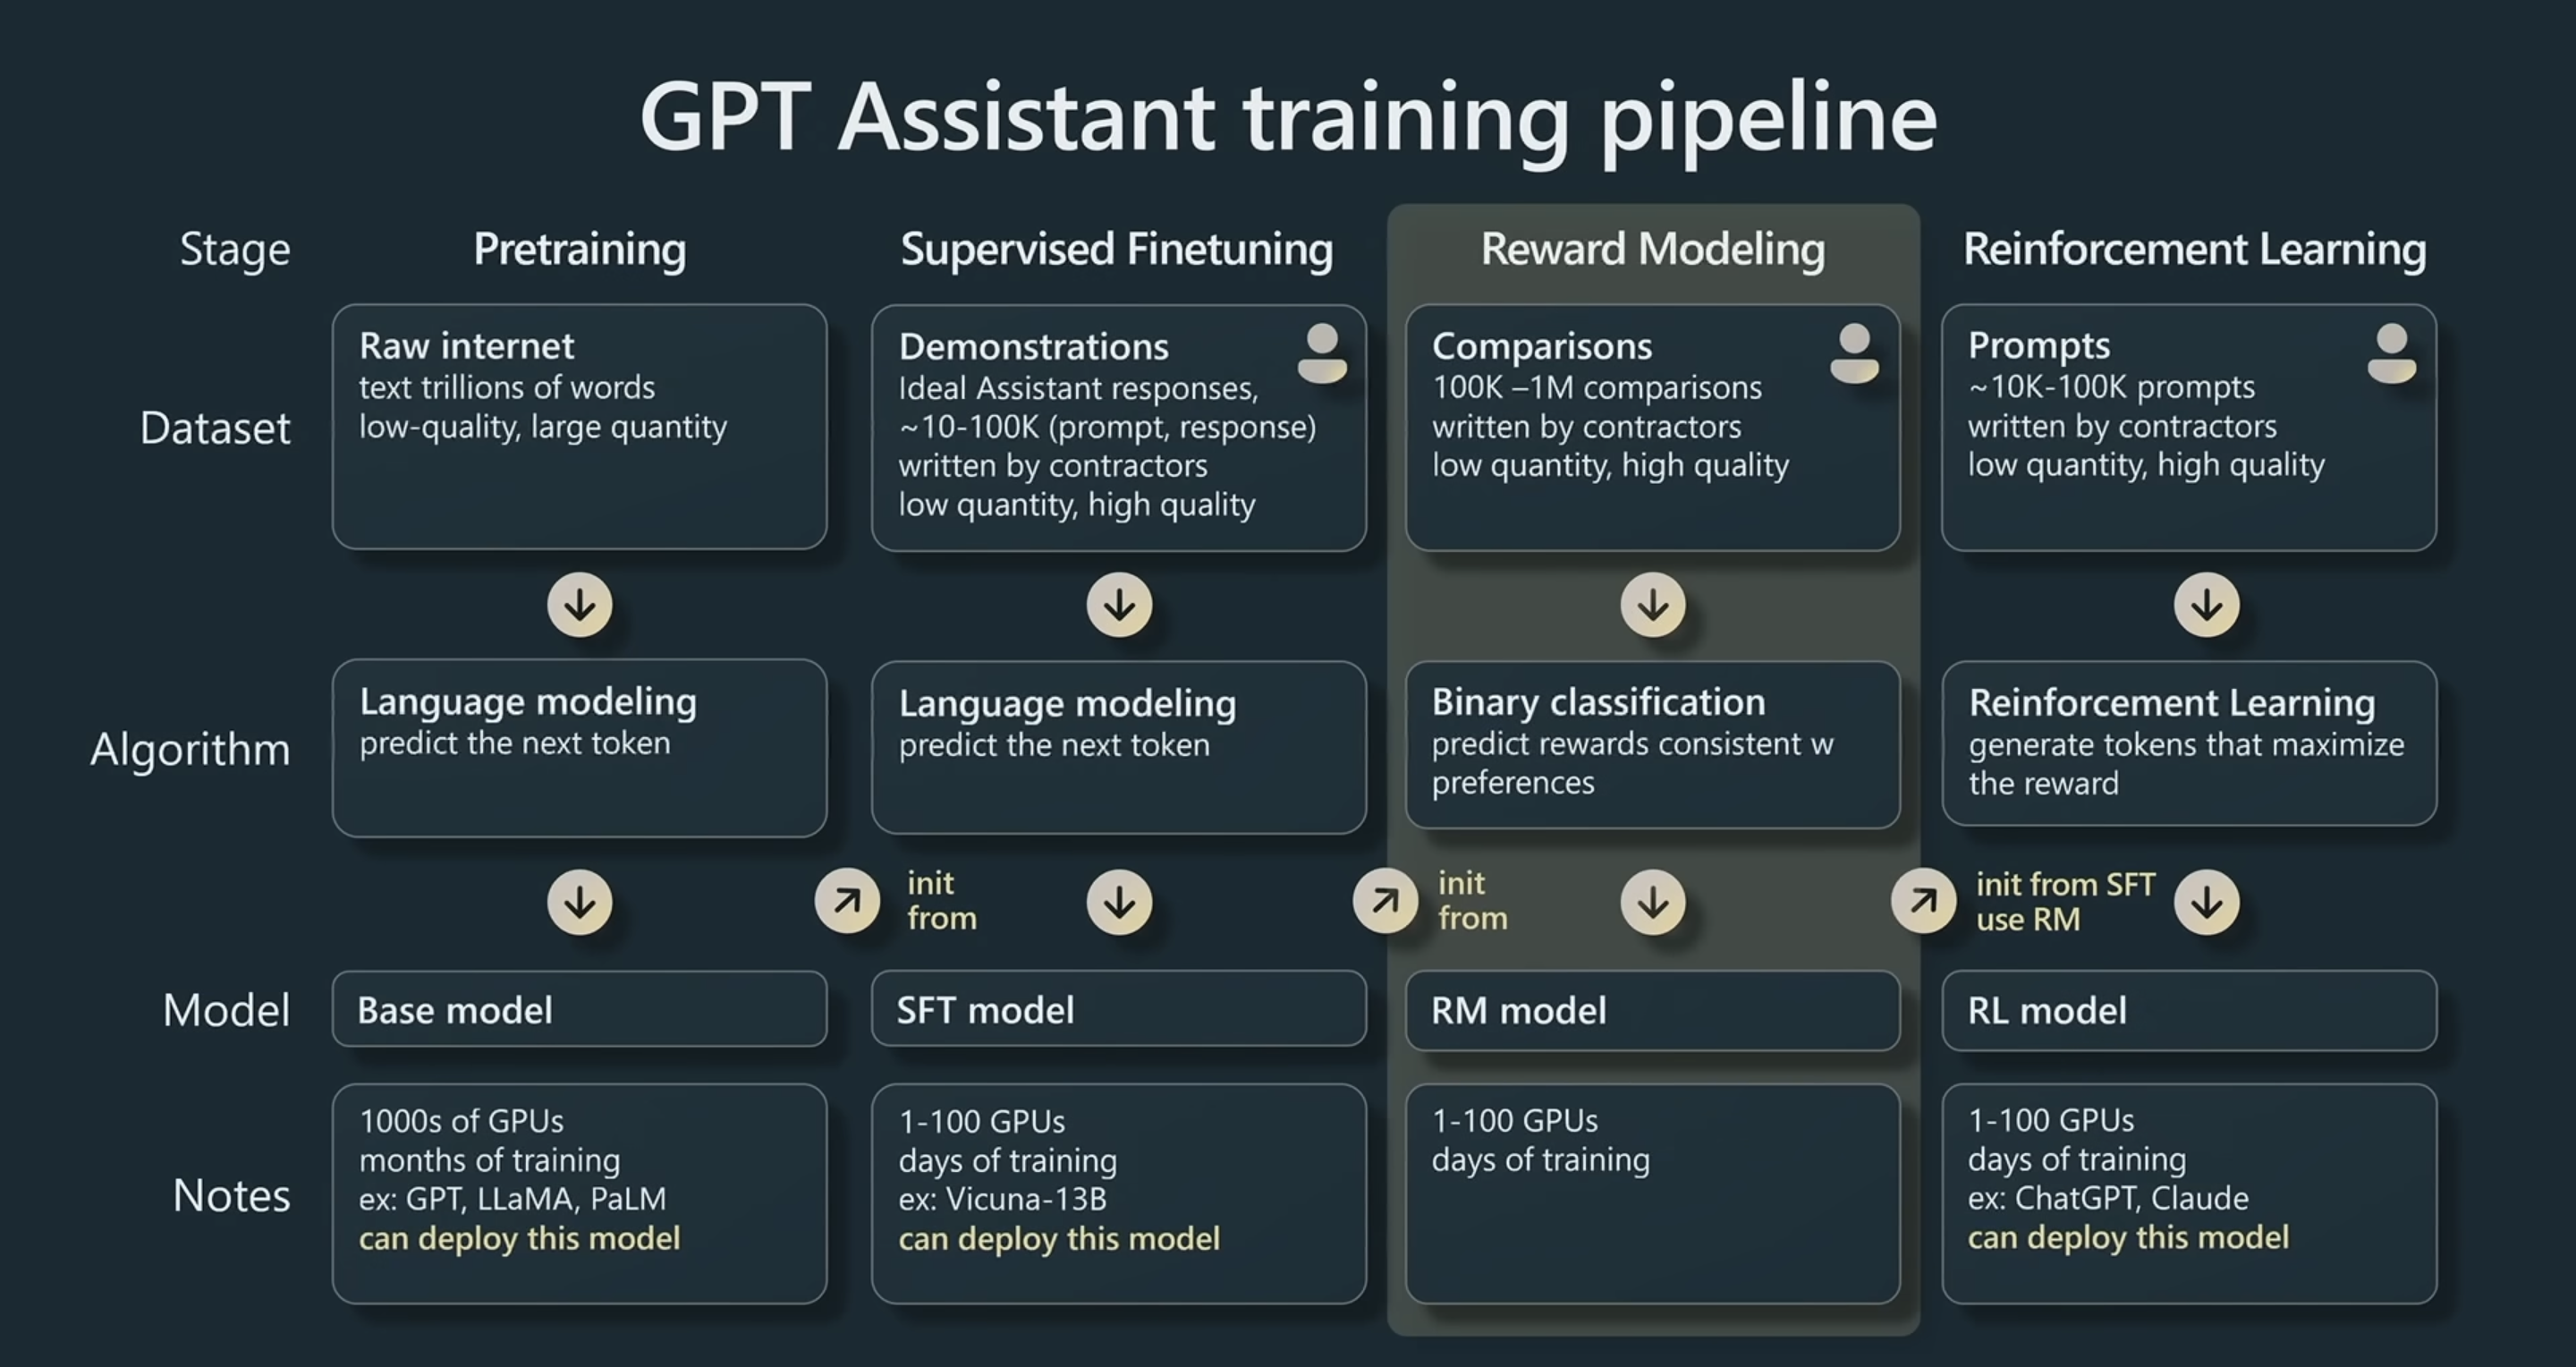 GPT Assistant training pipeline
Stage
Pretraining
Supervised Finetuning
Reward Modeling
Reinforcement Learning
Dataset
Raw internet
text trillions of words
low-quality, large quantity
Demonstrations
Ideal Assistant responses,
~10-100K (prompt, response)
written by contractors
low quantity, high quality
Comparisons
100K –1M comparisons
written by contractors
low quantity, high quality
Prompts
~10K-100K prompts
written by contractors
low quantity, high quality
Algorithm
Language modeling
predict the next token
Language modeling
predict the next token
Binary classification
predict rewards consistent w
preferences
Reinforcement Learning
generate tokens that maximize
the reward
init
from
init
from
init from SFT
use RM
Model
Base model
SFT model
RM model
RL model
Notes
1000s of GPUs
months of training
ex: GPT, LLaMA, PaLM
can deploy this model
1-100 GPUs
days of training
ex: Vicuna-13B
can deploy this model
1-100 GPUs
days of training
1-100 GPUs
days of training
ex: ChatGPT, Claude
can deploy this model